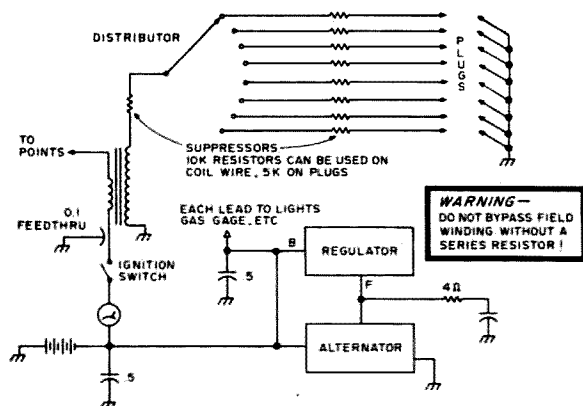 DISTRIBUTOR
PLUGS
TO
POINTS
SUPPRESSORS
10K RESISTORS CAN BE USED ON
COIL WIRE, 5K ON PLUGS
0.1
FEEDTHRU
IGNITION
SWITCH
EACH LEAD TO LIGHTS
GAS GAGE, ETC
WARNING—
DO NOT BYPASS FIELD
WINDING WITHOUT A
SERIES RESISTOR!
B
REGULATOR
.5
F
4Ω
ALTERNATOR
.5